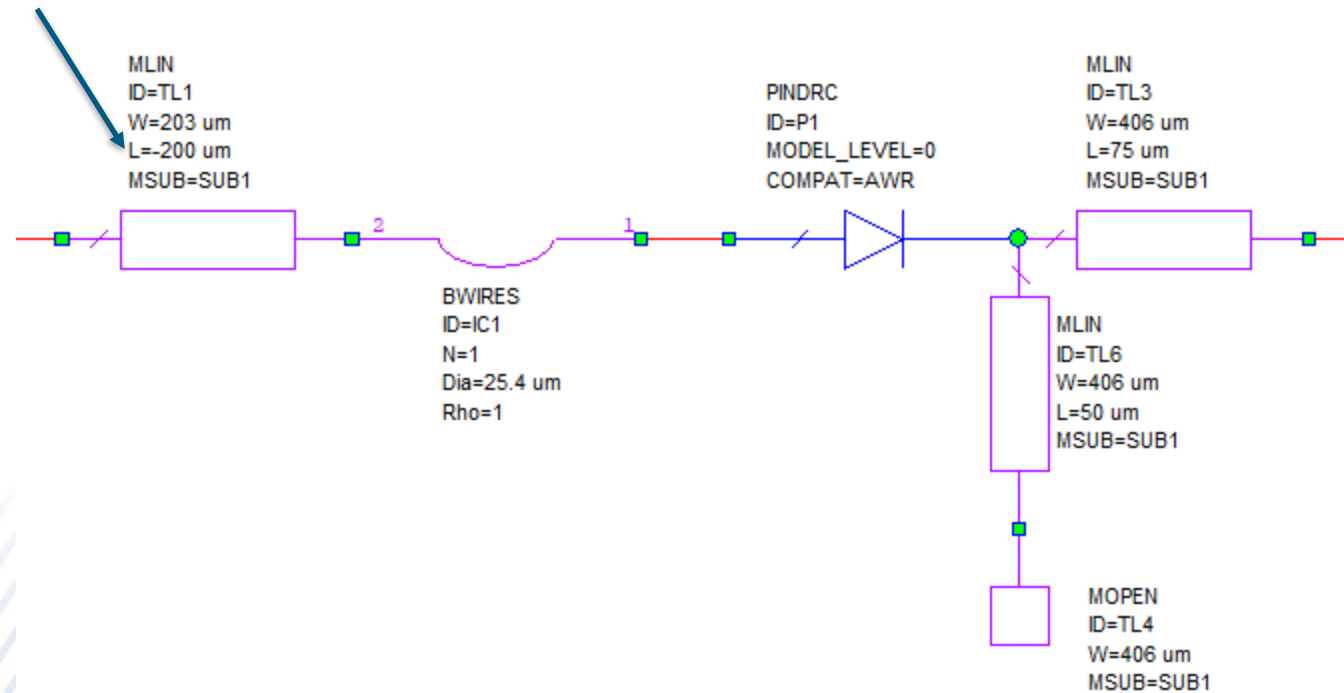 MLIN
ID=TL1
W=203 um
L=-200 um
MSUB=SUB1
2
BWIRES
ID=IC1
N=1
Dia=25.4 um
Rho=1
1
PINDRC
ID=P1
MODEL_LEVEL=0
COMPAT=AWR
MLIN
ID=TL3
W=406 um
L=75 um
MSUB=SUB1
MLIN
ID=TL6
W=406 um
L=50 um
MSUB=SUB1
MOPEN
ID=TL4
W=406 um
MSUB=SUB1